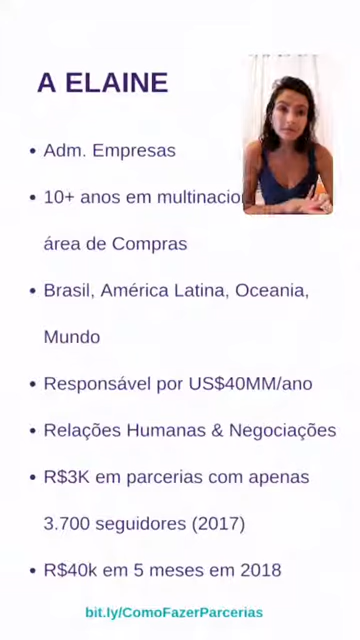 A ELAINE
• Adm. Empresas
• 10+ anos em
área de Compras
• Brasil, América Latina, Oceania,
Mundo
• Responsável por US$40MM/ano
• Relações Humanas & Negociações
• R$3K em parcerias com apenas
3.700 seguidores (2017)
• R$40k em 5 meses em 2018
bit.ly/ComoFazerParcerias